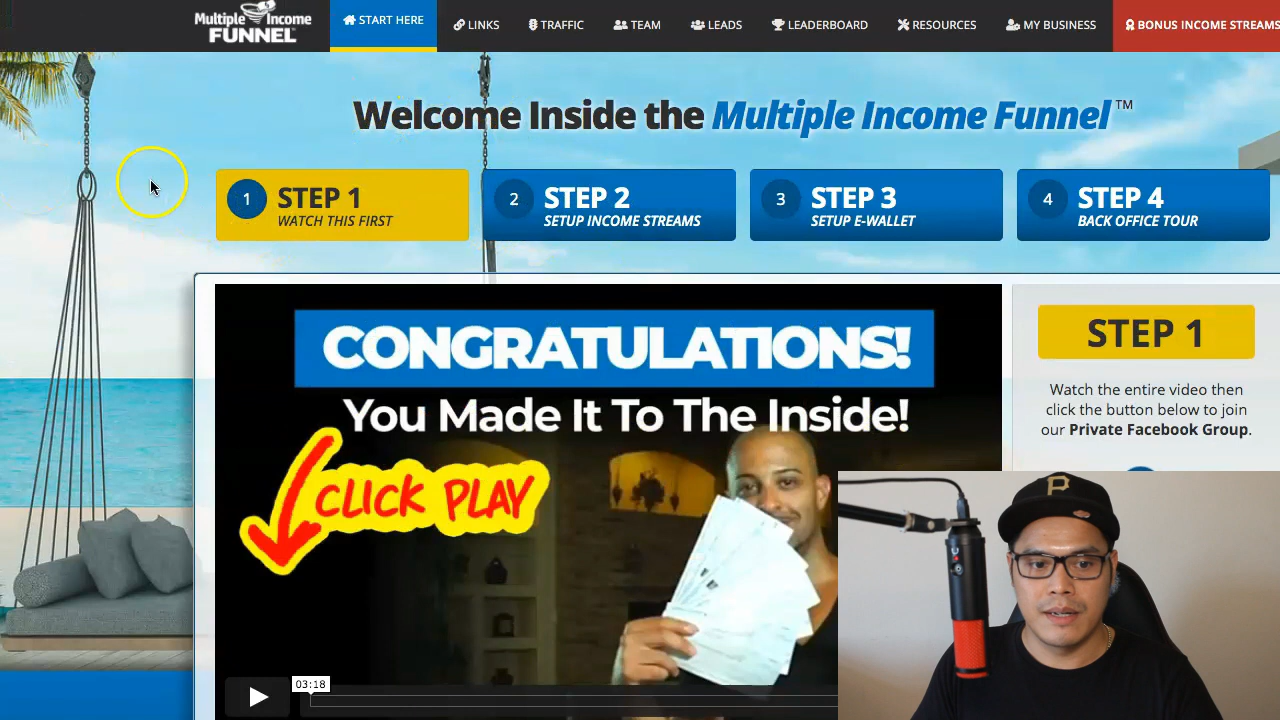 Multiple Income
FUNNEL
START HERE
LINKS
TRAFFIC
TEAM
LEADS
LEADERBOARD
RESOURCES
MY BUSINESS
BONUS INCOME STREAMS
Welcome Inside the Multiple Income Funnel™
1
STEP 1
WATCH THIS FIRST
2
STEP 2
SETUP INCOME STREAMS
3
STEP 3
SETUP E-WALLET
4
STEP 4
BACK OFFICE TOUR
CONGRATULATIONS!
You Made It To The Inside!
CLICK PLAY
03:18
STEP 1
Watch the entire video then
click the button below to join
our Private Facebook Group.
P